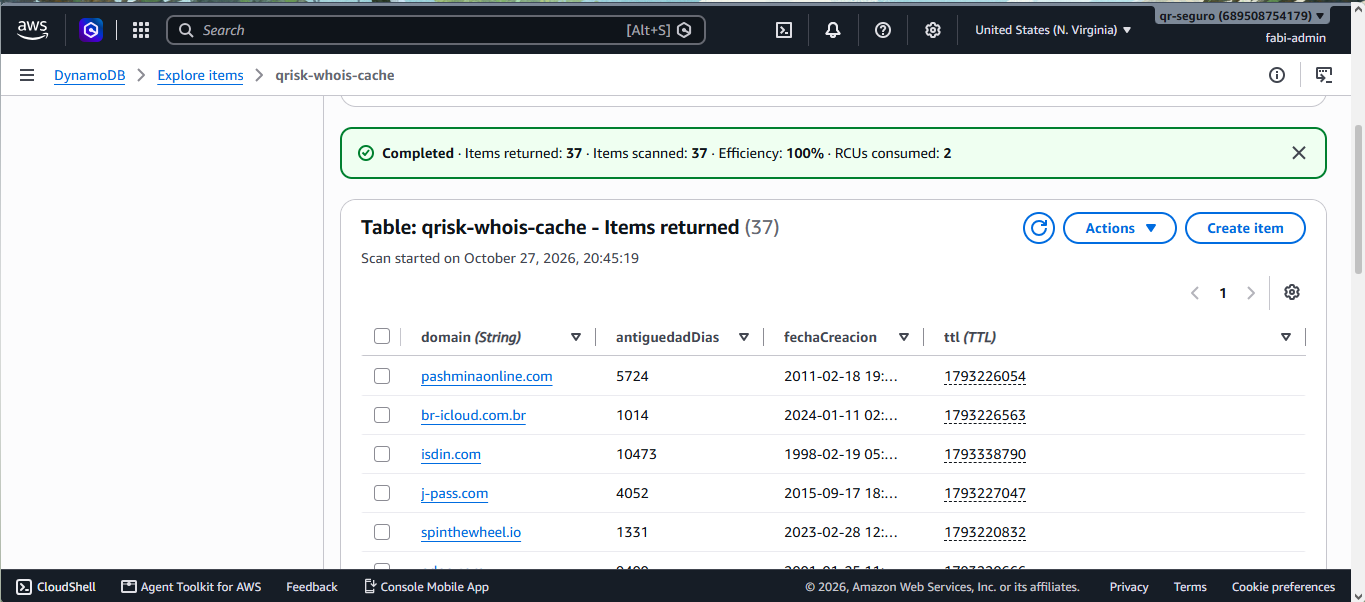 aws
Search
[Alt+S]
United States (N. Virginia)
qr-seguro (689508754179)
fabi-admin
DynamoDB
Explore items
qrisk-whois-cache
Completed · Items returned: 37 · Items scanned: 37 · Efficiency: 100% · RCUs consumed: 2
Table: qrisk-whois-cache - Items returned (37)
Scan started on October 27, 2026, 20:45:19
Actions
Create item
1
domain (String) antiguedadDias fechaCreacion ttl (TTL)
pashminaonline.com 5724 2011-02-18 19:… 1793226054
br-icloud.com.br 1014 2024-01-11 02:… 1793226563
isdin.com 10473 1998-02-19 05:… 1793338790
j-pass.com 4052 2015-09-17 18:… 1793227047
spinthewheel.io 1331 2023-02-28 12:… 1793220832
CloudShell Agent Toolkit for AWS Feedback Console Mobile App © 2026, Amazon Web Services, Inc. or its affiliates. Privacy Terms Cookie preferences